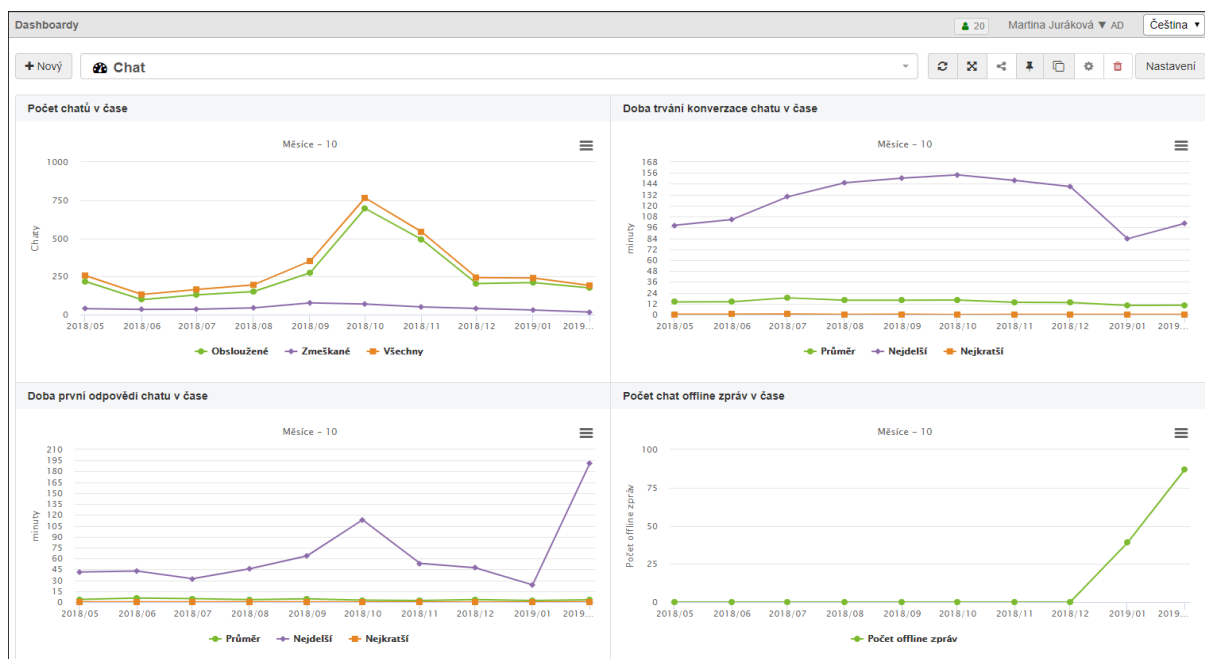 Dashboardy 20 Martina Juráková ▼ AD Čeština
Nový Chat Nastavení
Počet chatů v čase
Měsíce – 10
Chaty
1000
750
500
250
0
2018/05 2018/06 2018/07 2018/08 2018/09 2018/10 2018/11 2018/12 2019/01 2019...
Obsloužené Zmeškané Všechny
Doba trvání konverzace chatu v čase
Měsíce – 10
minuty
168
156
144
132
120
108
96
84
72
60
48
36
24
12
0
2018/05 2018/06 2018/07 2018/08 2018/09 2018/10 2018/11 2018/12 2019/01 2019...
Průměr Nejdelší Nejkratší
Doba první odpovědi chatu v čase
Měsíce – 10
minuty
210
195
180
165
150
135
120
105
90
75
60
45
30
15
0
2018/05 2018/06 2018/07 2018/08 2018/09 2018/10 2018/11 2018/12 2019/01 2019...
Průměr Nejdelší Nejkratší
Počet chat offline zpráv v čase
Měsíce – 10
Počet offline zpráv
100
75
50
25
0
2018/05 2018/06 2018/07 2018/08 2018/09 2018/10 2018/11 2018/12 2019/01 2019...
Počet offline zpráv